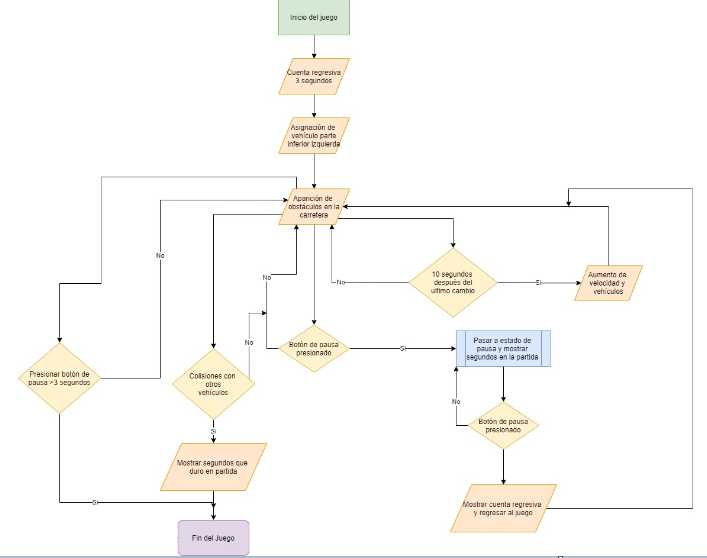 Inicio del juego
Cuenta regresiva
3 segundos
Asignación de
vehículo parte
inferior izquierda
Aparición de
obstáculos en la
carretera
No
10 segundos
después del
ultimo cambio
No
Si
Aumento de
velocidad y
vehículos
No
Presionar botón de
pausa >3 segundos
No
Colisiones con
otros
vehículos
Botón de pausa
presionado
Si
Pasar a estado de
pausa y mostrar
segundos en la partida
No
Botón de pausa
presionado
Si
Mostrar segundos que
duro en partida
Si
Mostrar cuenta regresiva
y regresar al juego
Fin del Juego